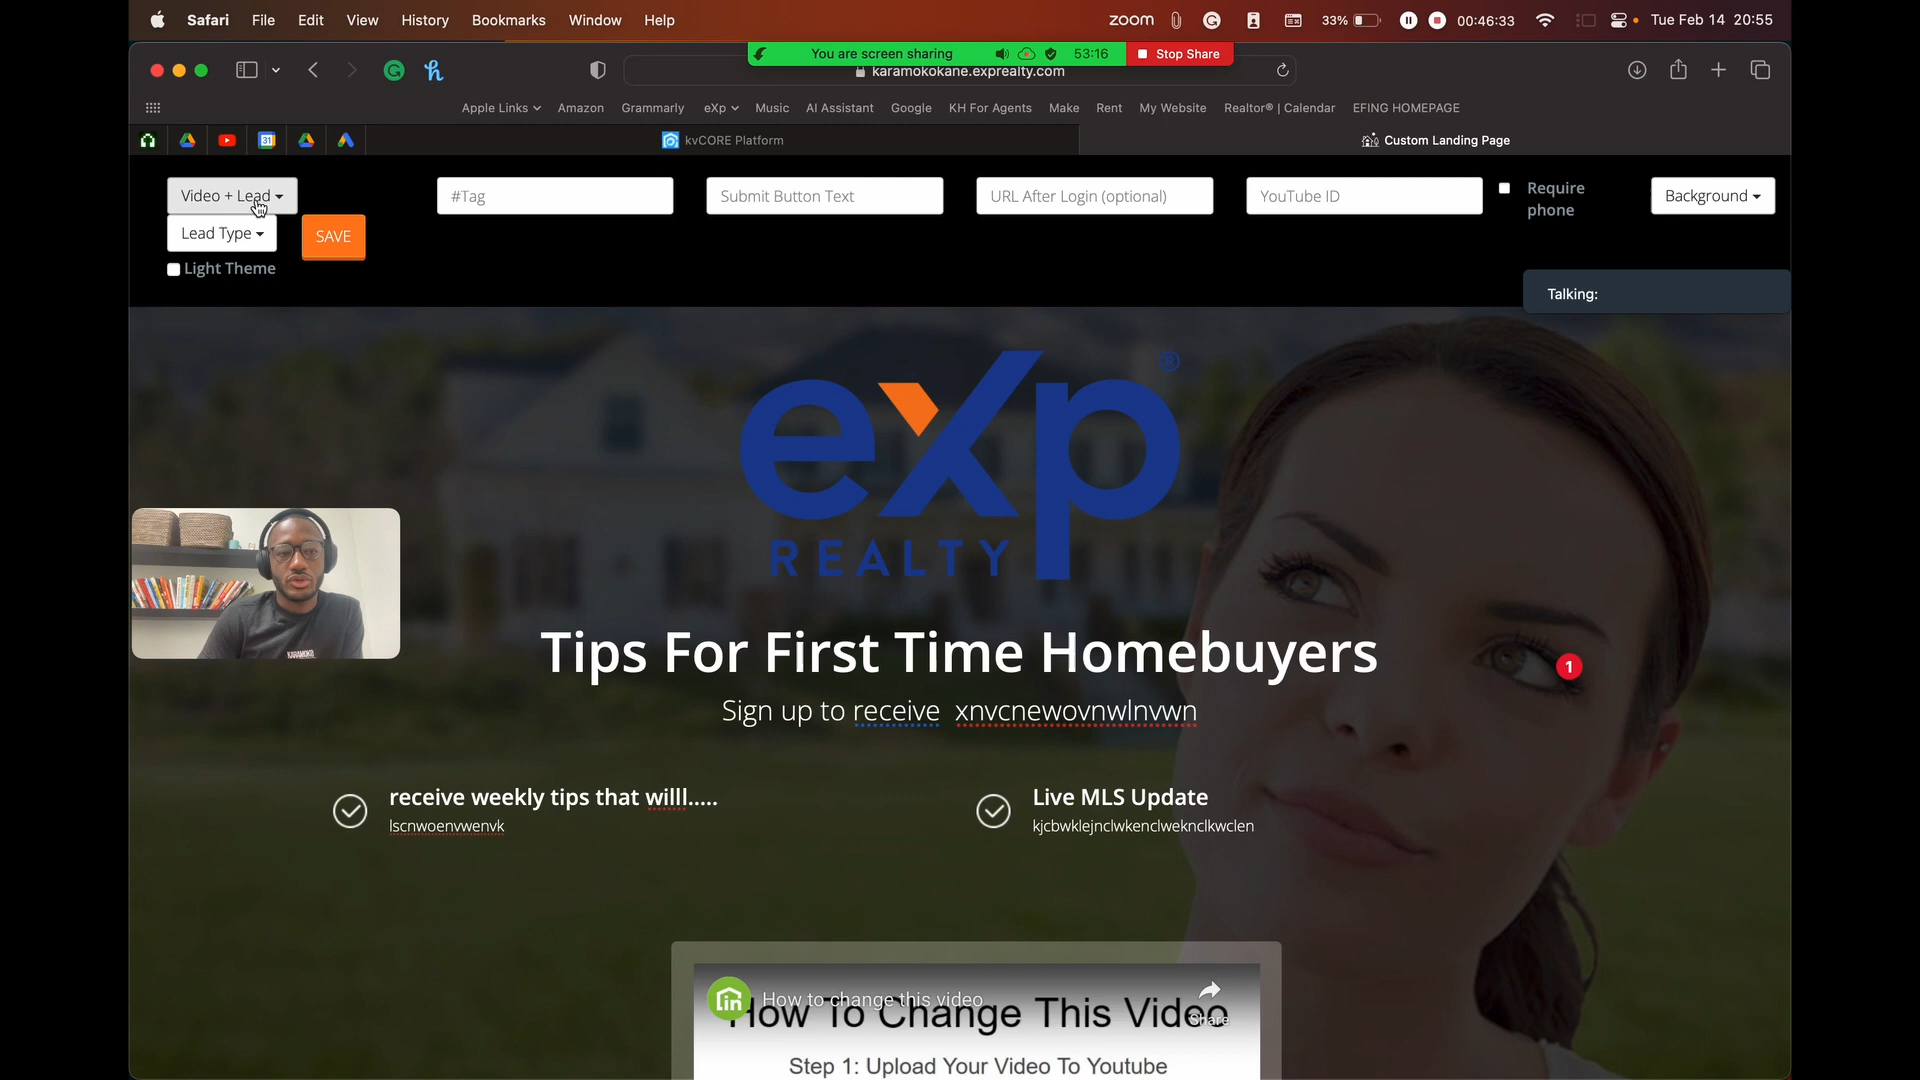 Safari File Edit View History Bookmarks Window Help zoom 33% 00:46:33 Tue Feb 14 20:55
You are screen sharing 53:16 Stop Share
karamokokane.exprealty.com
Apple Links Amazon Grammarly eXp Music AI Assistant Google KH For Agents Make Rent My Website Realtor® | Calendar EFING HOMEPAGE
31 kvCORE Platform Custom Landing Page
Video + Lead #Tag Submit Button Text URL After Login (optional) YouTube ID Require phone Background
Lead Type SAVE
Light Theme
Talking:
eXp ®
REALTY
KARAMOKO
Tips For First Time Homebuyers
1
Sign up to receive xnvcnewovnwlnvwn
receive weekly tips that willl..... Live MLS Update
lscnwoenvwenvk kjcbwklejnclwkenclweknclkwclen
in How to change this video
How To Change This Video
Share
Step 1: Upload Your Video To Youtube